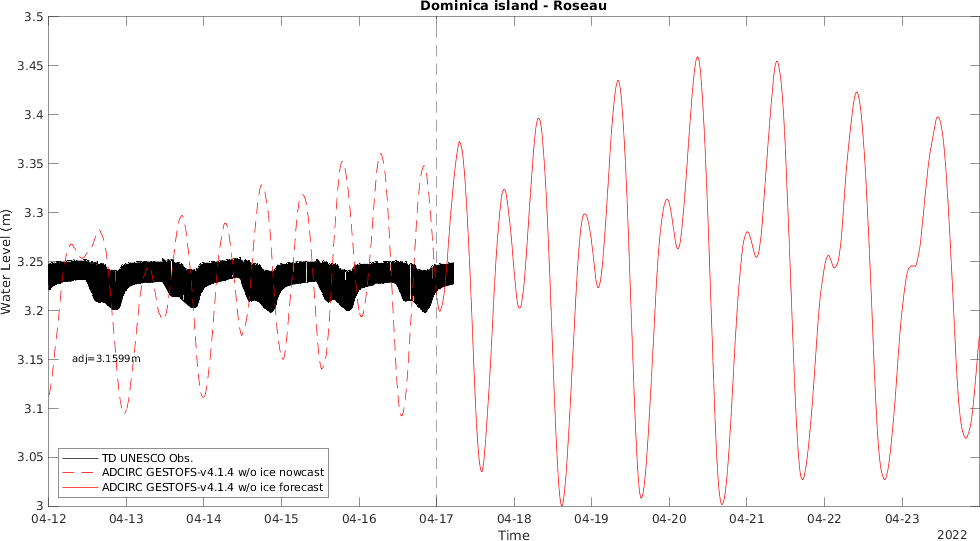 Dominica island - Roseau
3.5
3.45
3.4
3.35
3.3
3.25
3.2
3.15
3.1
3.05
3
Water Level (m)
adj=3.1599m
TD UNESCO Obs.
ADCIRC GESTOFS-v4.1.4 w/o ice nowcast
ADCIRC GESTOFS-v4.1.4 w/o ice forecast
04-12 04-13 04-14 04-15 04-16 04-17 04-18 04-19 04-20 04-21 04-22 04-23
Time
2022